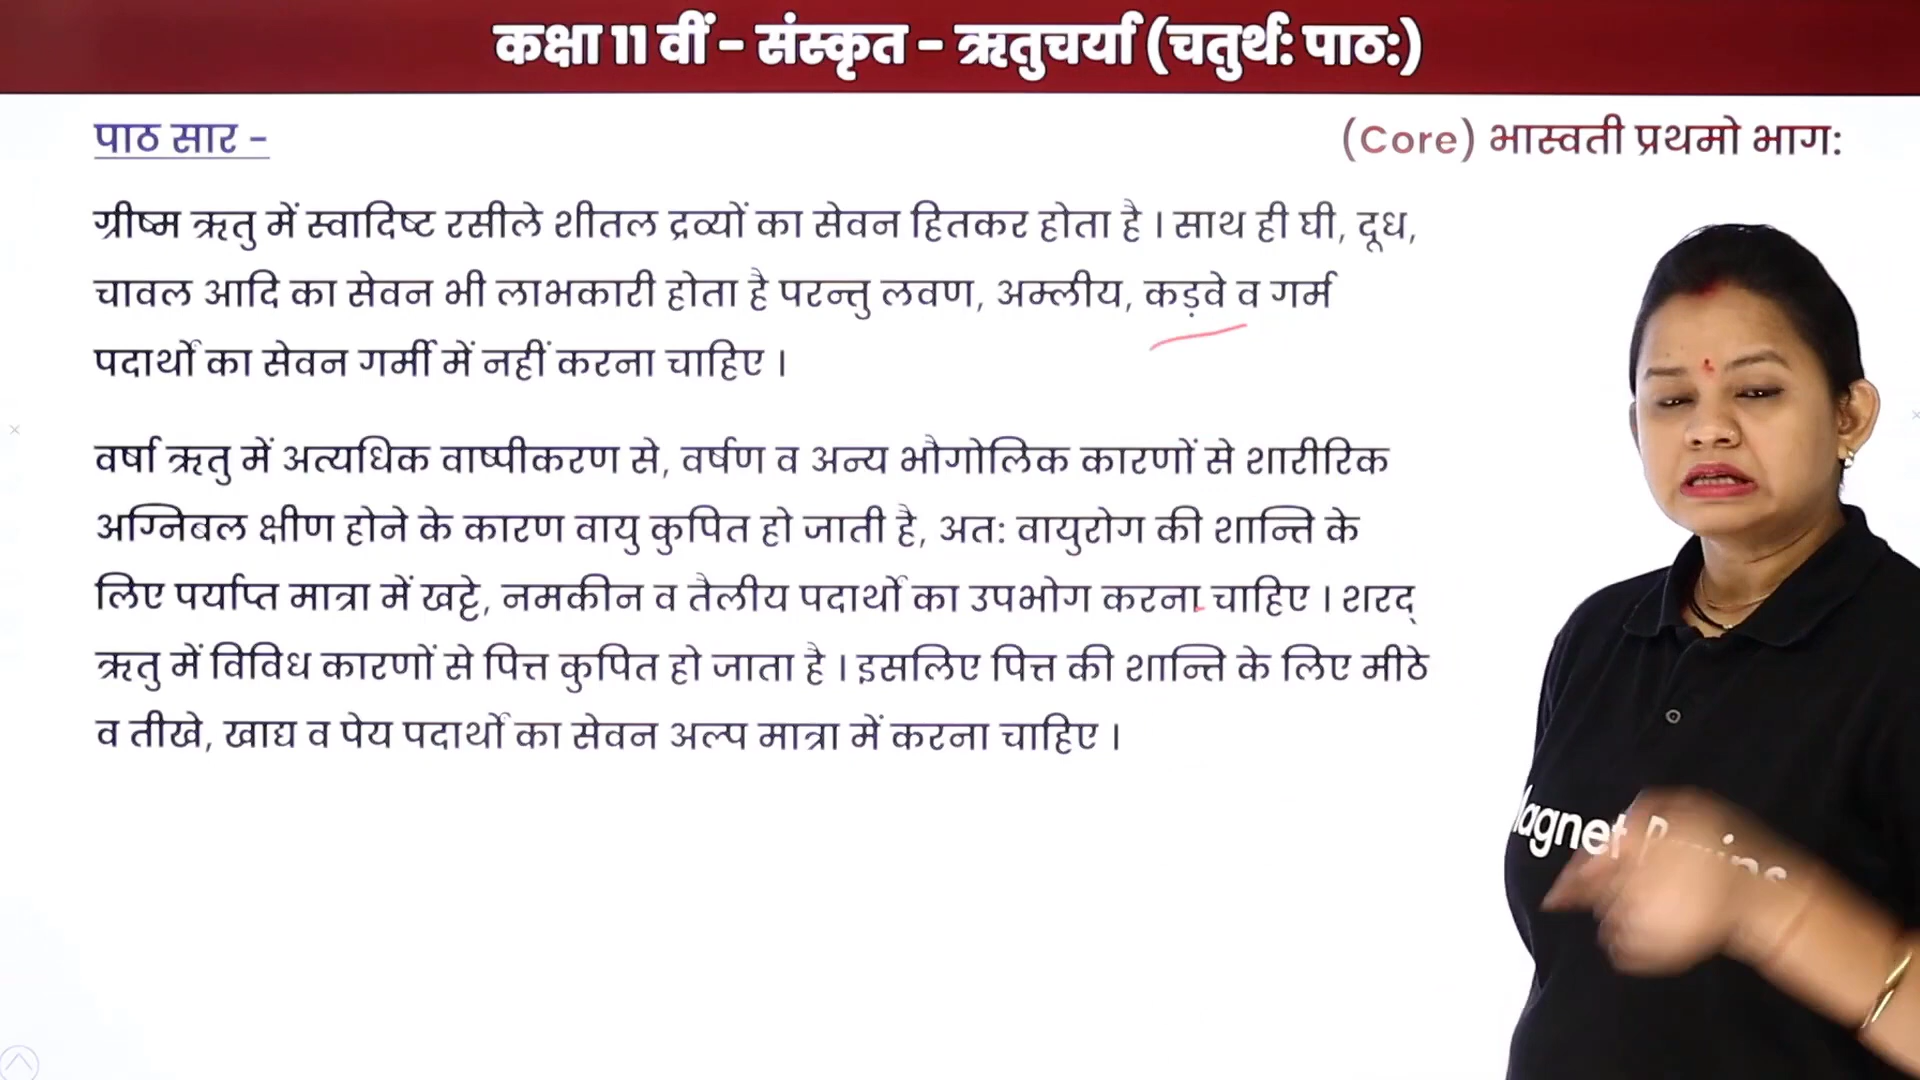 कक्षा 11 वीं - संस्कृत - ऋतुचर्या (चतुर्थ: पाठ:)
पाठ सार -
(Core) भास्वती प्रथमो भाग:
ग्रीष्म ऋतु में स्वादिष्ट रसीले शीतल द्रव्यों का सेवन हितकर होता है । साथ ही घी, दूध,
चावल आदि का सेवन भी लाभकारी होता है परन्तु लवण, अम्लीय, कड़वे व गर्म
पदार्थों का सेवन गर्मी में नहीं करना चाहिए ।
वर्षा ऋतु में अत्यधिक वाष्पीकरण से, वर्षण व अन्य भौगोलिक कारणों से शारीरिक
अग्निबल क्षीण होने के कारण वायु कुपित हो जाती है, अत: वायुरोग की शान्ति के
लिए पर्याप्त मात्रा में खट्टे, नमकीन व तैलीय पदार्थों का उपभोग करना चाहिए । शरद्
ऋतु में विविध कारणों से पित्त कुपित हो जाता है । इसलिए पित्त की शान्ति के लिए मीठे
व तीखे, खाद्य व पेय पदार्थों का सेवन अल्प मात्रा में करना चाहिए ।